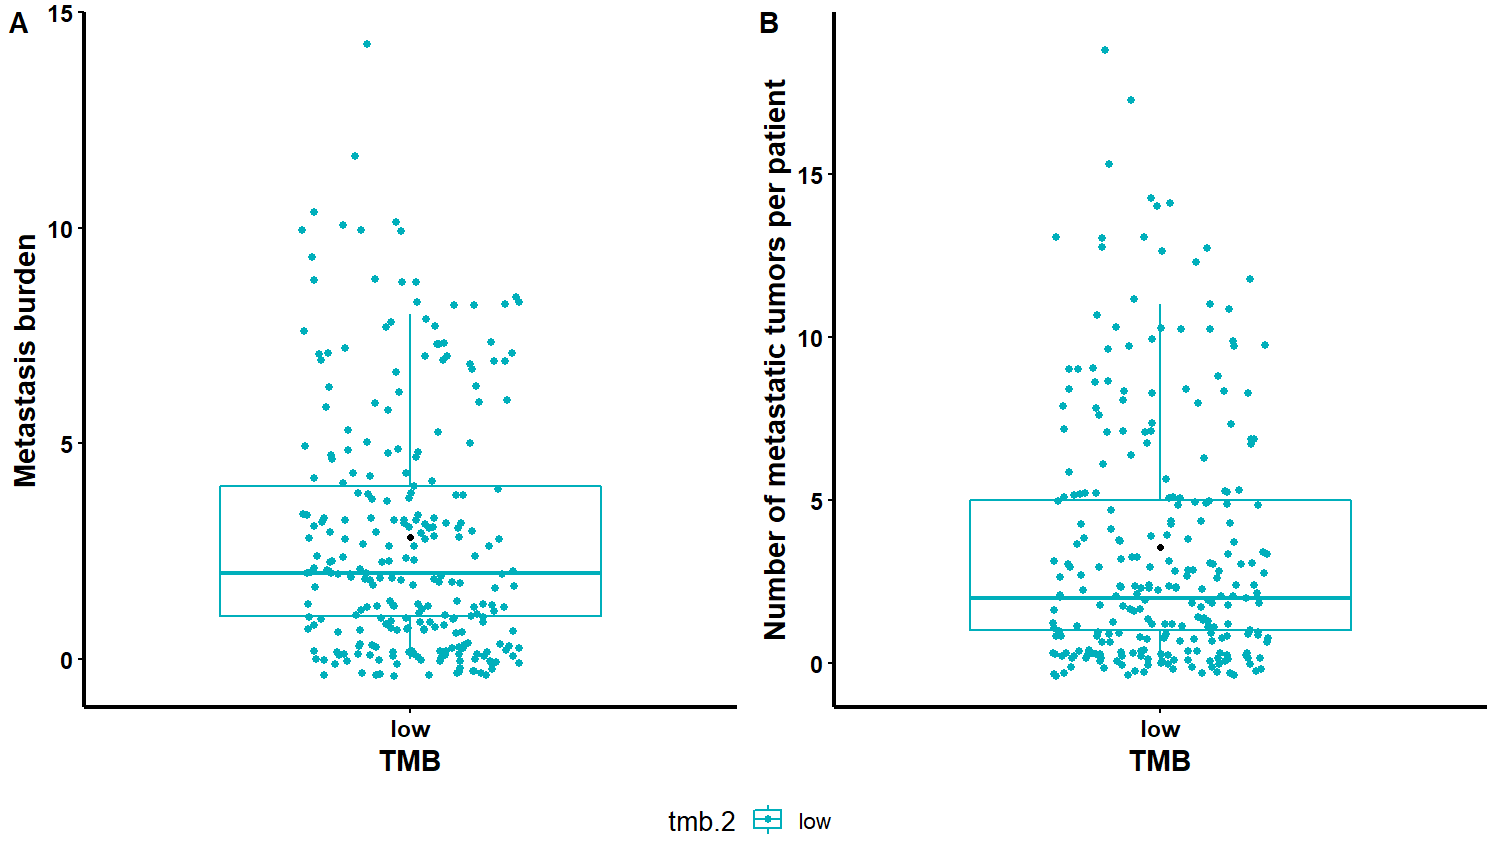 A
Metastasis burden
15
10
5
0
low
TMB
B
Number of metastatic tumors per patient
15
10
5
0
low
TMB
tmb.2 low